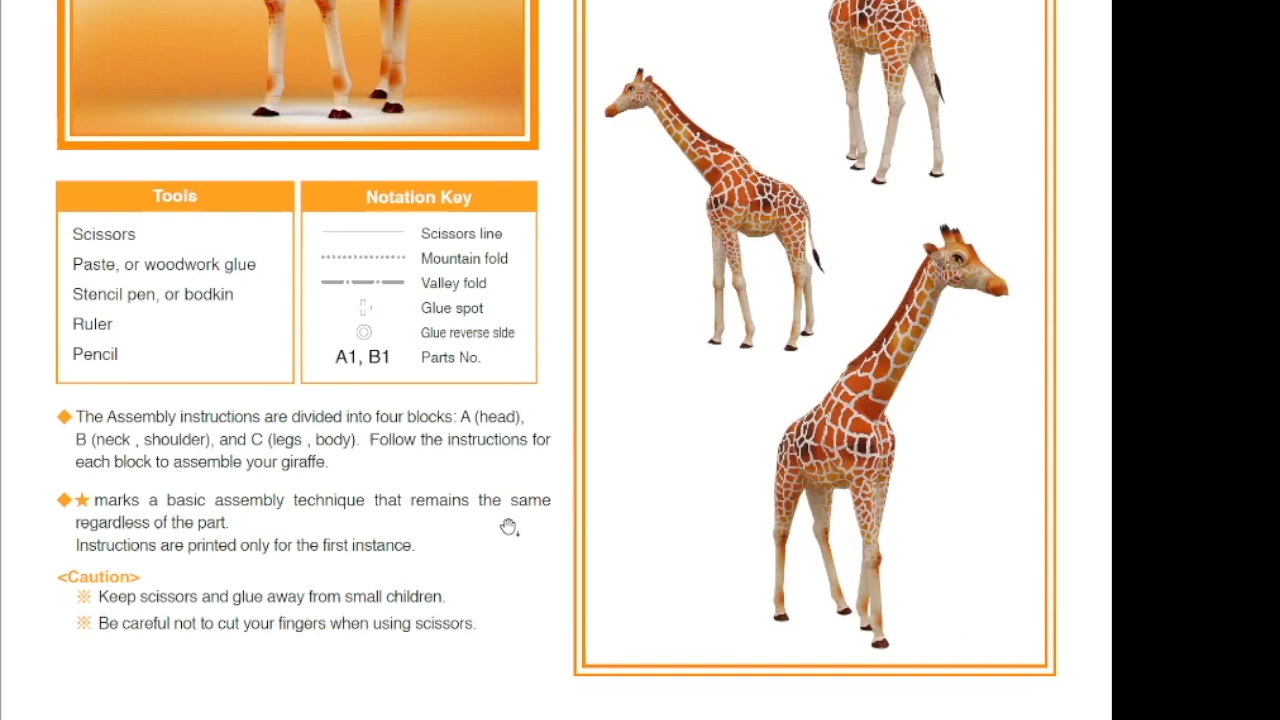 Tools
Scissors
Paste, or woodwork glue
Stencil pen, or bodkin
Ruler
Pencil
Notation Key
Scissors line
Mountain fold
Valley fold
Glue spot
Glue reverse side
A1, B1 Parts No.
◆The Assembly instructions are divided into four blocks: A (head),
B (neck , shoulder), and C (legs , body). Follow the instructions for
each block to assemble your giraffe.
◆★marks a basic assembly technique that remains the same
regardless of the part.
Instructions are printed only for the first instance.
<Caution>
※ Keep scissors and glue away from small children.
※ Be careful not to cut your fingers when using scissors.